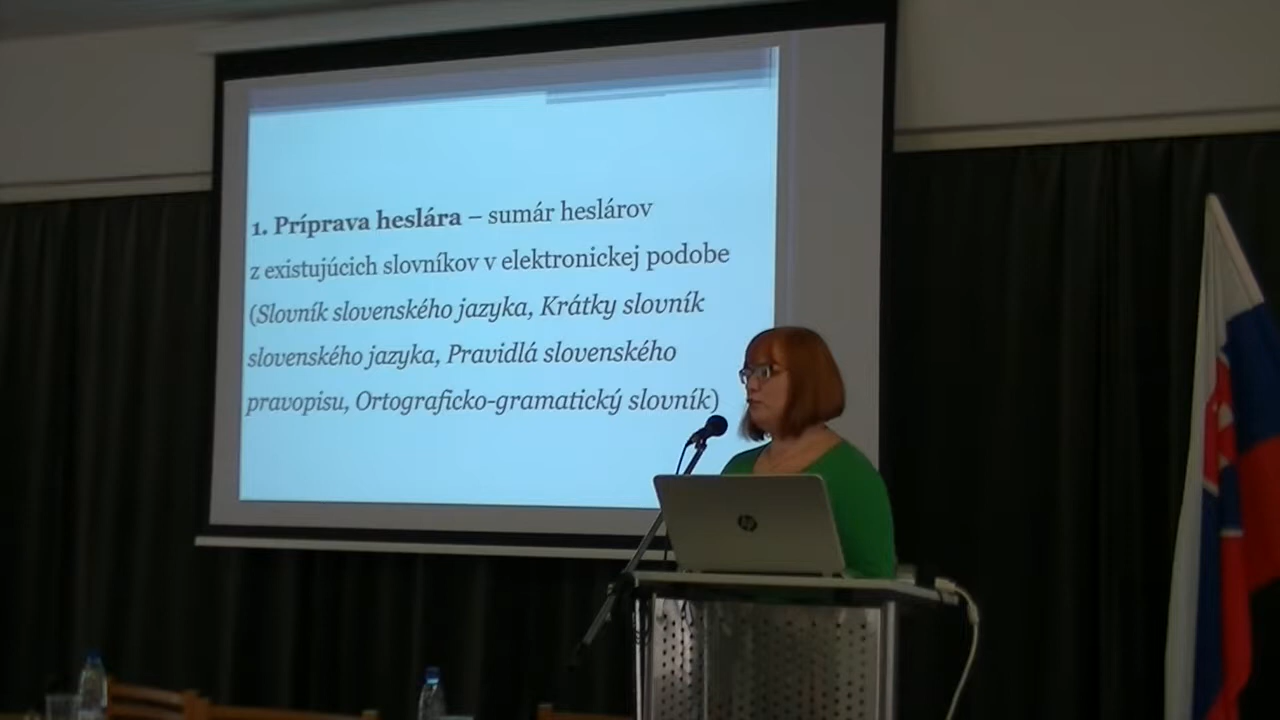 1. Príprava heslára – sumár heslárov
z existujúcich slovníkov v elektronickej podobe
(Slovník slovenského jazyka, Krátky slovník
slovenského jazyka, Pravidlá slovenského
pravopisu, Ortograficko-gramatický slovník)
hp